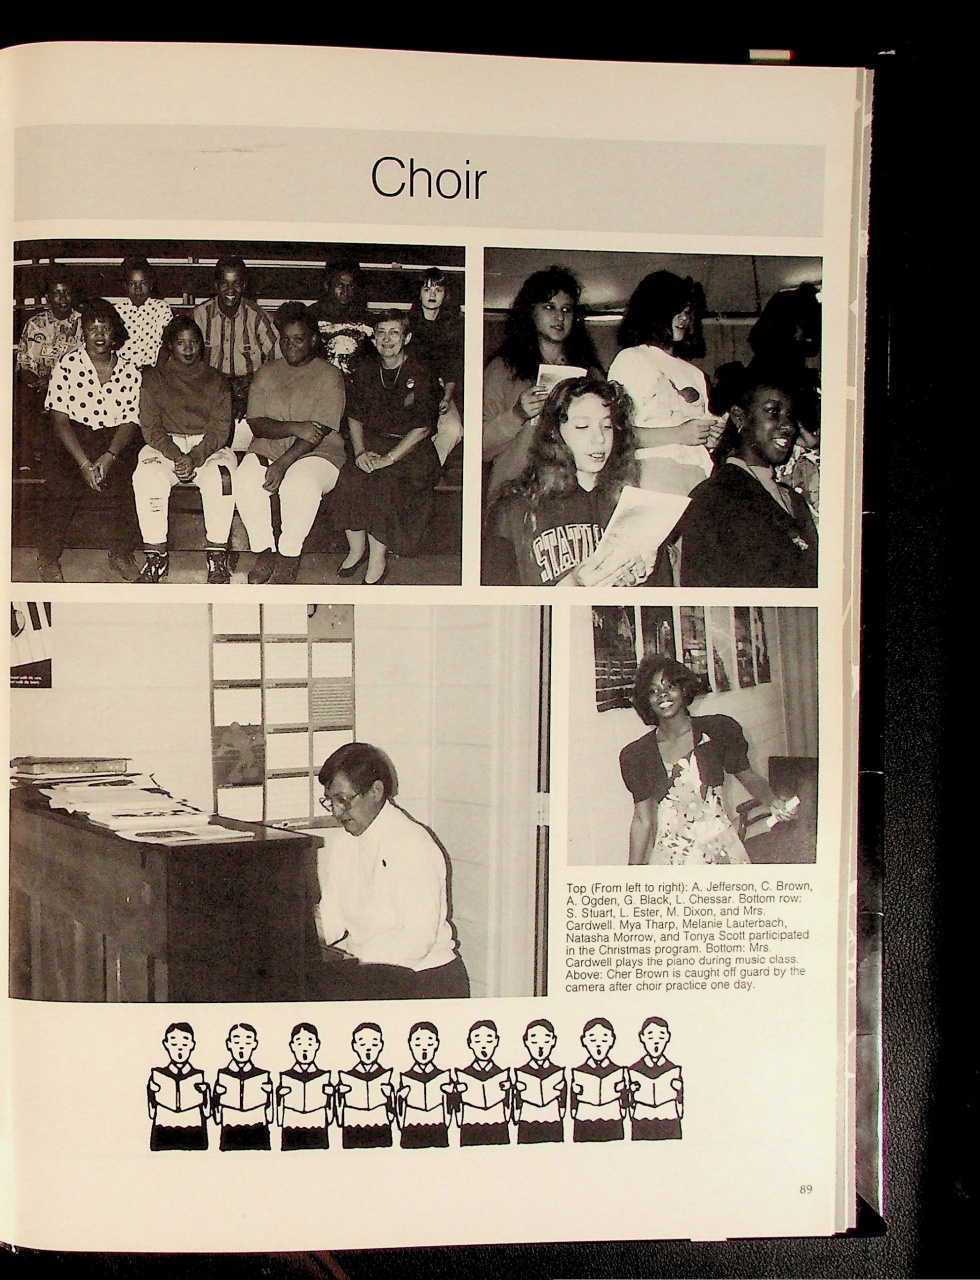 Choir
STATU
Top (From left to right): A. Jefferson, C. Brown,
A. Ogden, G. Black, L. Chessar. Bottom row:
S. Stuart, L. Ester, M. Dixon, and Mrs.
Cardwell. Mya Tharp, Melanie Lauterbach,
Natasha Morrow, and Tonya Scott participated
in the Christmas program. Bottom: Mrs.
Cardwell plays the piano during music class.
Above: Cher Brown is caught off guard by the
camera after choir practice one day.
89